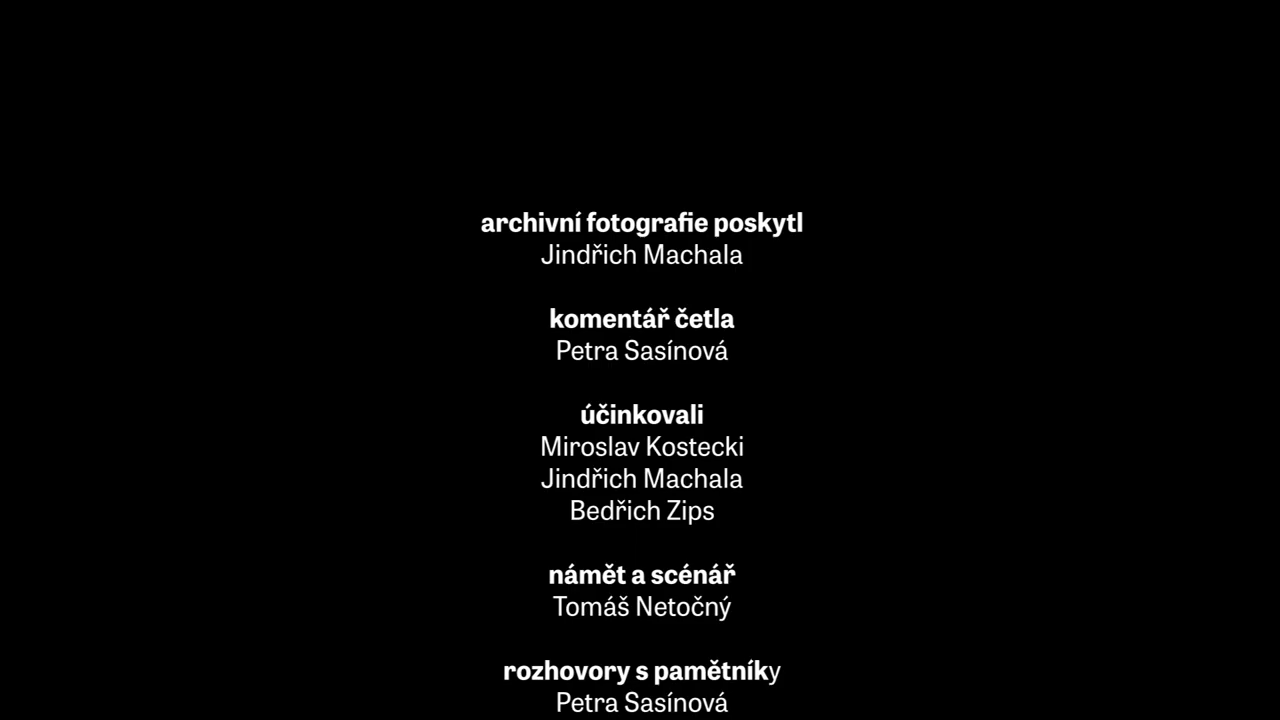 archivní fotografie poskytl
Jindřich Machala
komentář četla
Petra Sasínová
účinkovali
Miroslav Kostecki
Jindřich Machala
Bedřich Zips
námět a scénář
Tomáš Netočný
rozhovory s pamětníky
Petra Sasínová